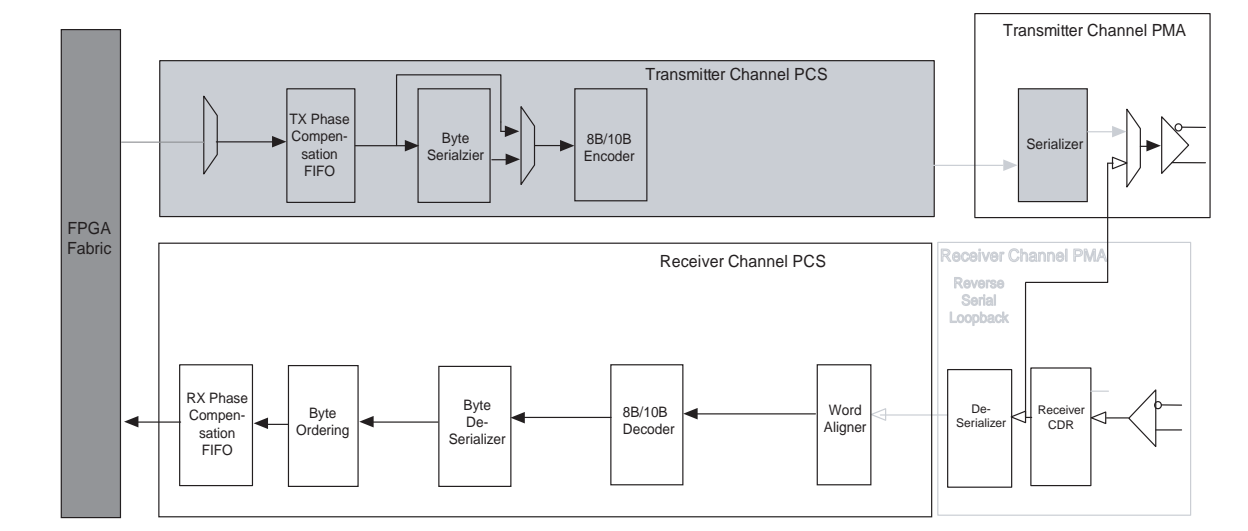 Transmitter Channel PMA
Transmitter Channel PCS
TX Phase
Compen-
sation
FIFO
Byte
Serialzier
8B/10B
Encoder
Serializer
FPGA
Fabric
Receiver Channel PCS
Receiver Channel PMA
Reverse
Serial
Loopback
RX Phase
Compen-
sation
FIFO
Byte
Ordering
Byte
De-
Serializer
8B/10B
Decoder
Word
Aligner
De-
Serializer
Receiver
CDR